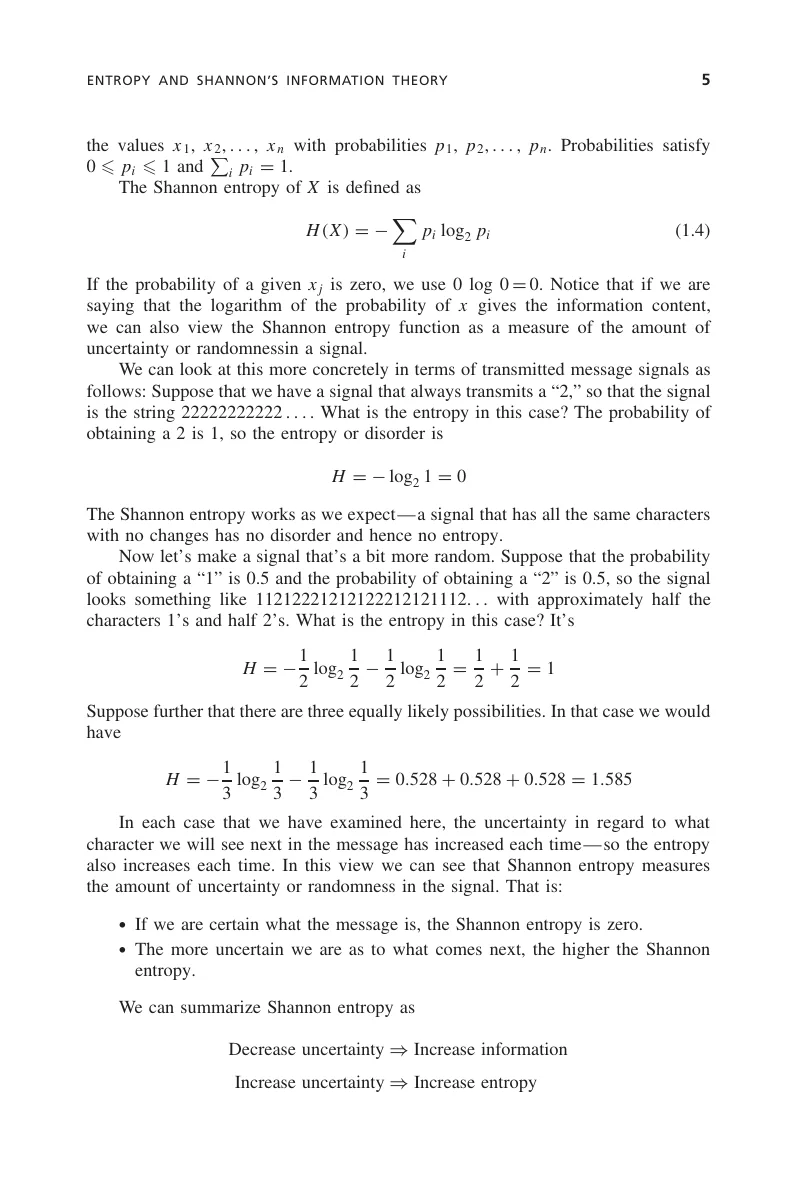 ENTROPY AND SHANNON'S INFORMATION THEORY 5
the values x1, x2,..., xn with probabilities p1, p2,..., pn. Probabilities satisfy
0 ⩽ pi ⩽ 1 and ∑i pi = 1.
The Shannon entropy of X is defined as
H(X) = −∑i pi log2 pi (1.4)
If the probability of a given xj is zero, we use 0 log 0 = 0. Notice that if we are
saying that the logarithm of the probability of x gives the information content,
we can also view the Shannon entropy function as a measure of the amount of
uncertainty or randomnessin a signal.
We can look at this more concretely in terms of transmitted message signals as
follows: Suppose that we have a signal that always transmits a “2,” so that the signal
is the string 22222222222.... What is the entropy in this case? The probability of
obtaining a 2 is 1, so the entropy or disorder is
H = − log2 1 = 0
The Shannon entropy works as we expect—a signal that has all the same characters
with no changes has no disorder and hence no entropy.
Now let's make a signal that's a bit more random. Suppose that the probability
of obtaining a “1” is 0.5 and the probability of obtaining a “2” is 0.5, so the signal
looks something like 11212221212122212121112... with approximately half the
characters 1's and half 2's. What is the entropy in this case? It's
H = −1/2 log2 1/2 − 1/2 log2 1/2 = 1/2 + 1/2 = 1
Suppose further that there are three equally likely possibilities. In that case we would
have
H = −1/3 log2 1/3 − 1/3 log2 1/3 = 0.528 + 0.528 + 0.528 = 1.585
In each case that we have examined here, the uncertainty in regard to what
character we will see next in the message has increased each time—so the entropy
also increases each time. In this view we can see that Shannon entropy measures
the amount of uncertainty or randomness in the signal. That is:
• If we are certain what the message is, the Shannon entropy is zero.
• The more uncertain we are as to what comes next, the higher the Shannon
entropy.
We can summarize Shannon entropy as
Decrease uncertainty ⇒ Increase information
Increase uncertainty ⇒ Increase entropy